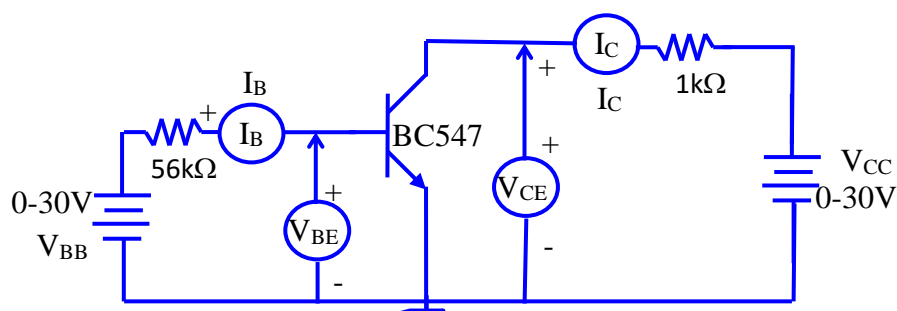 I_C
I_B
+
I_C
1kΩ
+
I_B
BC547
+
56kΩ
V_CC
0-30V
+
V_CE
0-30V
V_BE
V_BB
-
-